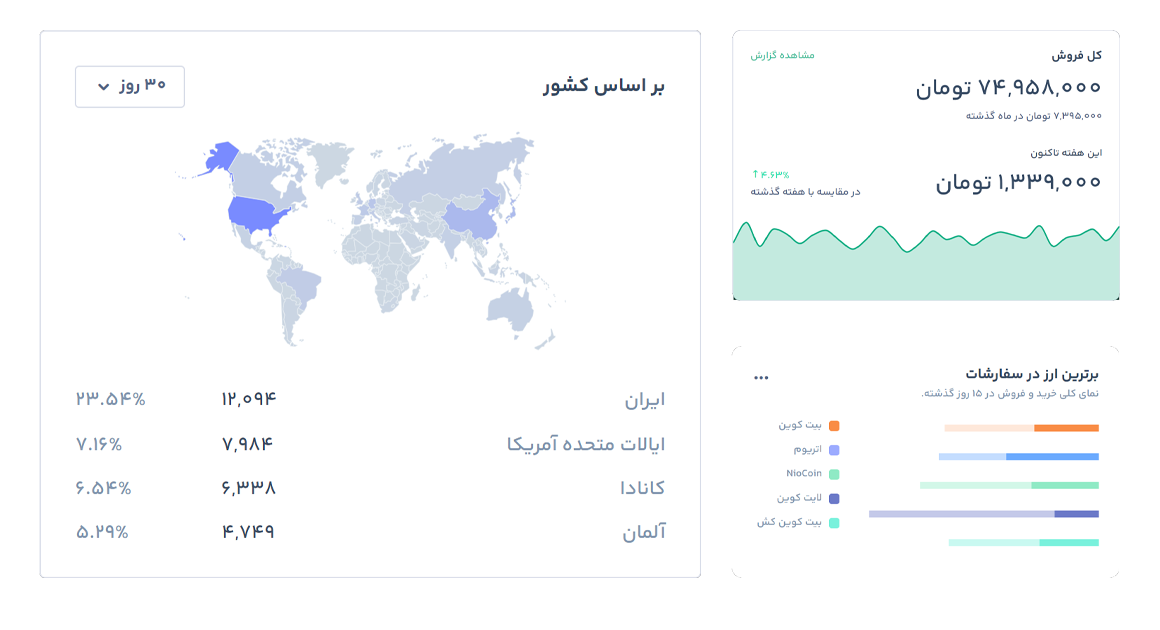 کل فروش
مشاهده گزارش
۷۴,۹۵۸,۰۰۰ تومان
۷,۳۹۵,۰۰۰ تومان در ماه گذشته
این هفته تاکنون
۱,۳۳۹,۰۰۰ تومان
۴.۶۳% ↑
در مقایسه با هفته گذشته
بر اساس کشور
۳۰ روز
ایران ۱۲,۰۹۴ ۲۳.۵۴%
ایالات متحده آمریکا ۷,۹۸۴ ۷.۱۶%
کانادا ۶,۳۳۸ ۶.۵۴%
آلمان ۴,۷۴۹ ۵.۲۹%
برترین ارز در سفارشات
نمای کلی خرید و فروش در ۱۵ روز گذشته.
بیت کوین
اتریوم
NioCoin
لایت کوین
بیت کوین کش